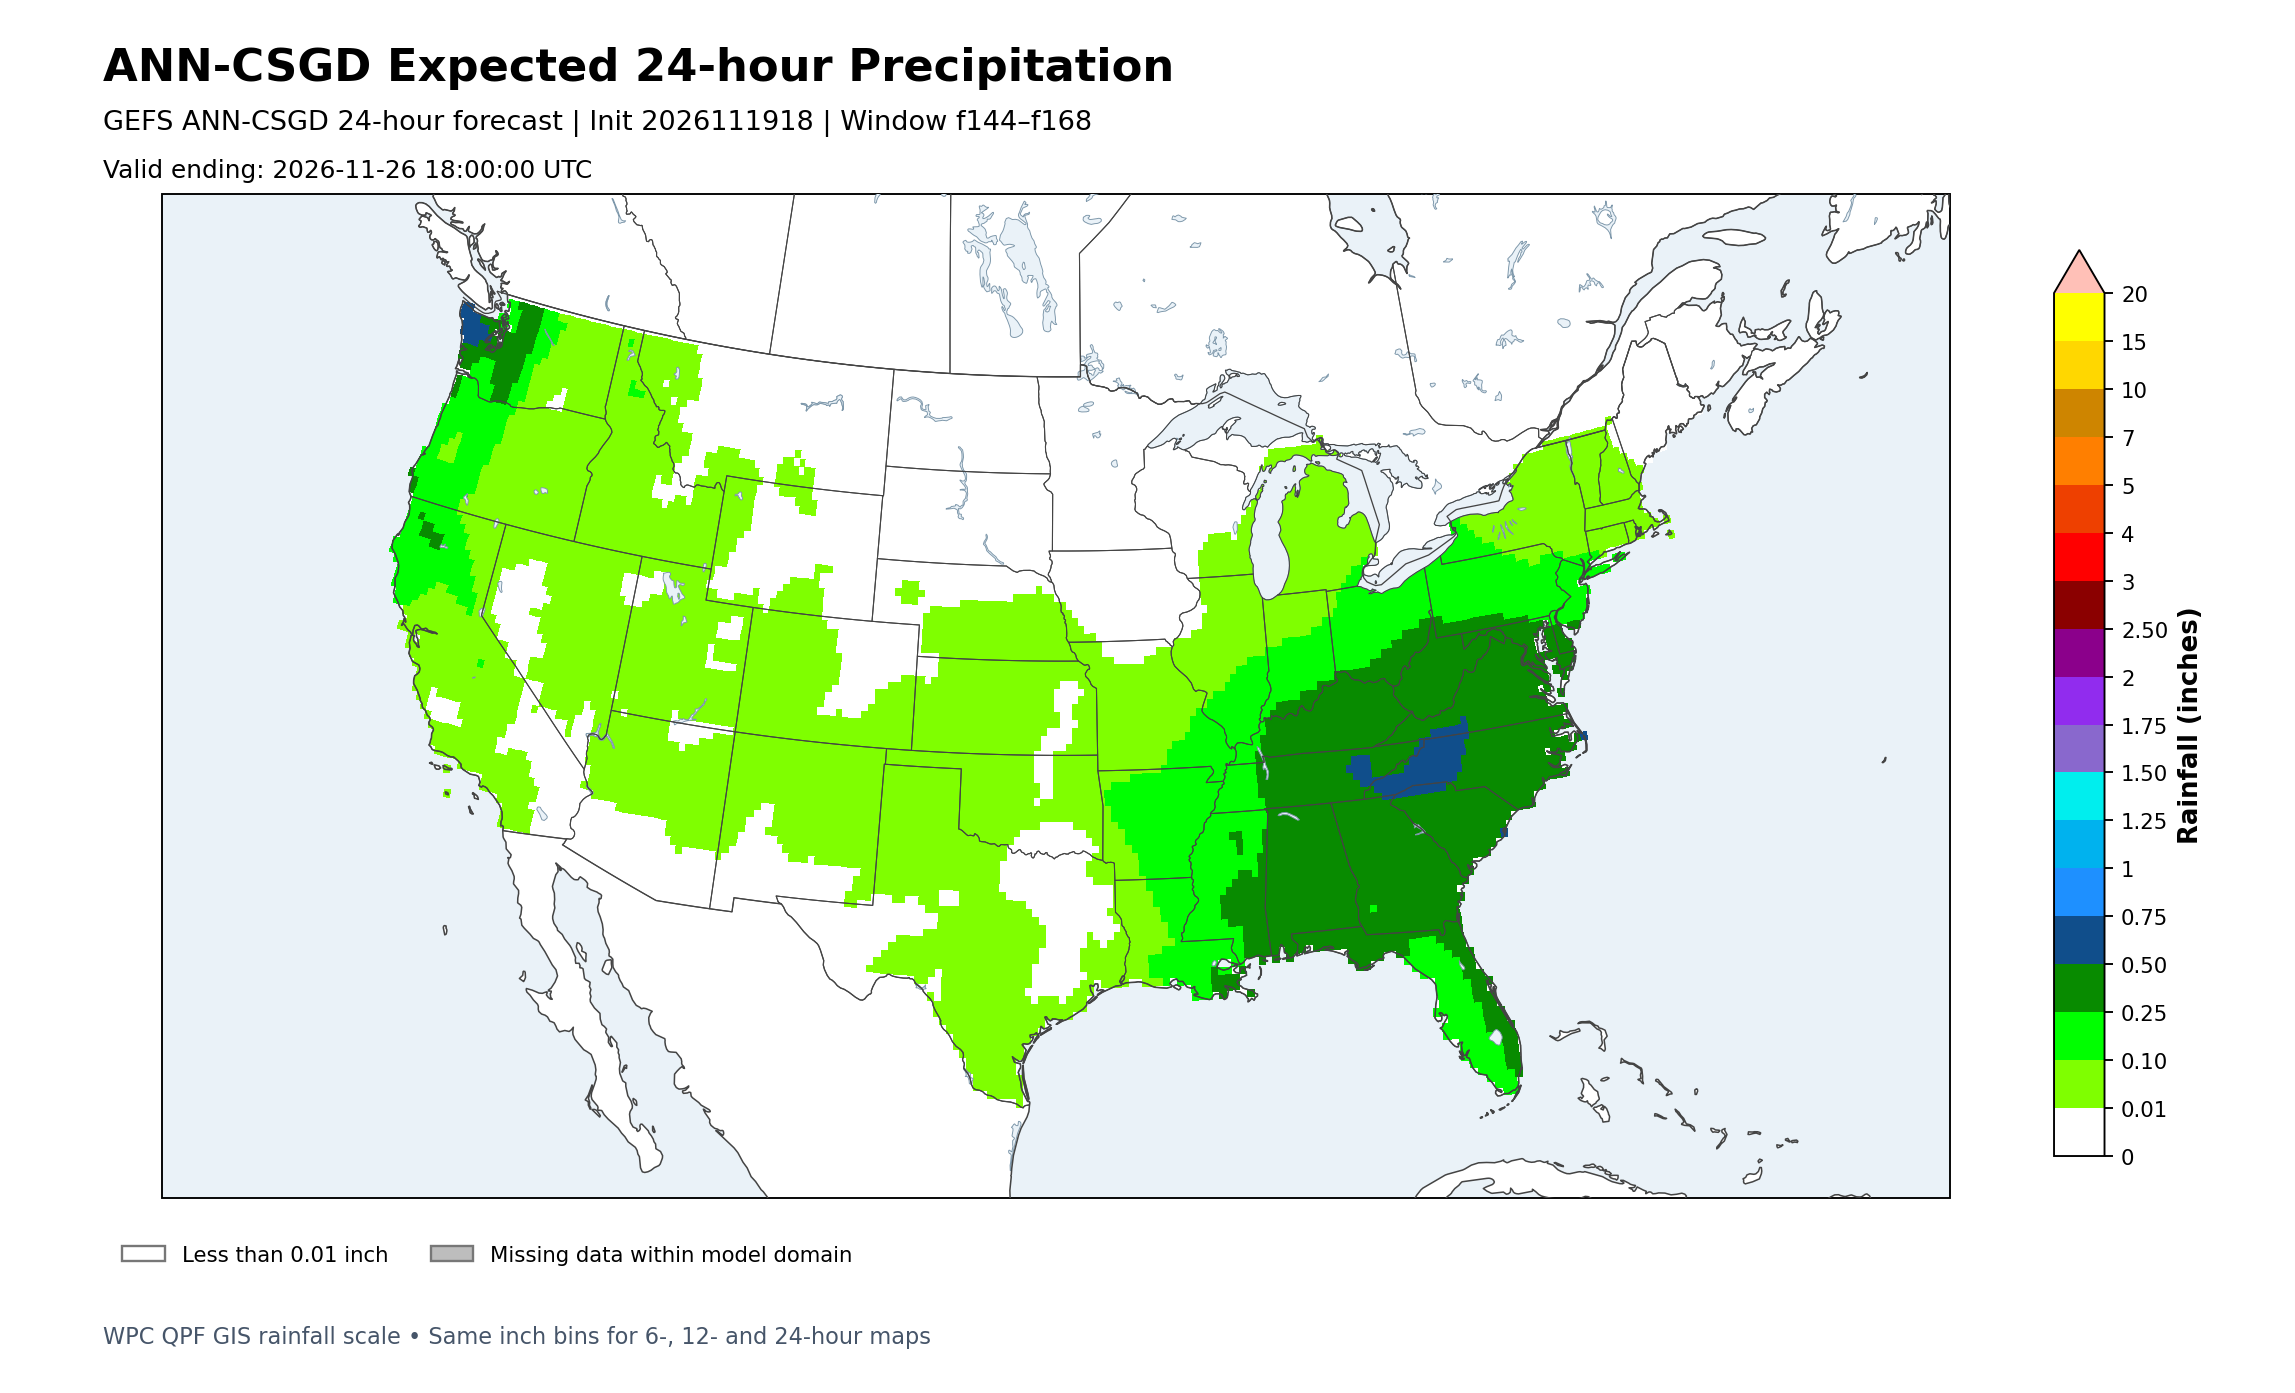 ANN-CSGD Expected 24-hour Precipitation
GEFS ANN-CSGD 24-hour forecast | Init 2026111918 | Window f144–f168
Valid ending: 2026-11-26 18:00:00 UTC
20
15
10
7
5
4
3
2.50
2
1.75
1.50
1.25
1
0.75
0.50
0.25
0.10
0.01
0
Rainfall (inches)
Less than 0.01 inch
Missing data within model domain
WPC QPF GIS rainfall scale • Same inch bins for 6-, 12- and 24-hour maps